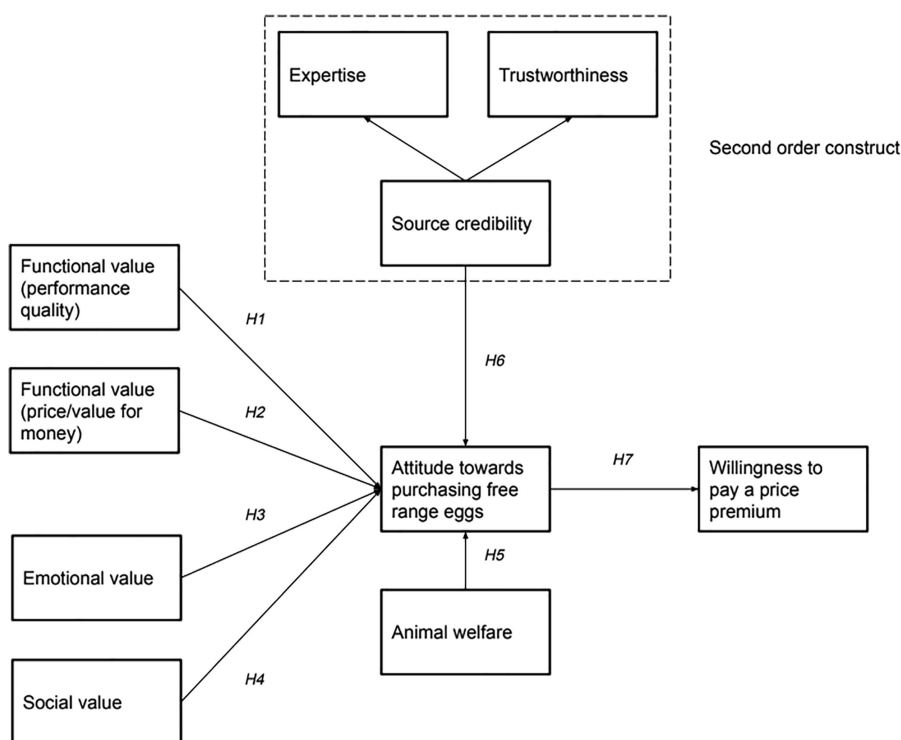 Expertise
Trustworthiness
Second order construct
Source credibility
Functional value
(performance
quality)
H1
H6
Functional value
(price/value for
money)
H2
Attitude towards
purchasing free
range eggs
H7
Willingness to
pay a price
premium
H3
Emotional value
H5
Animal welfare
H4
Social value